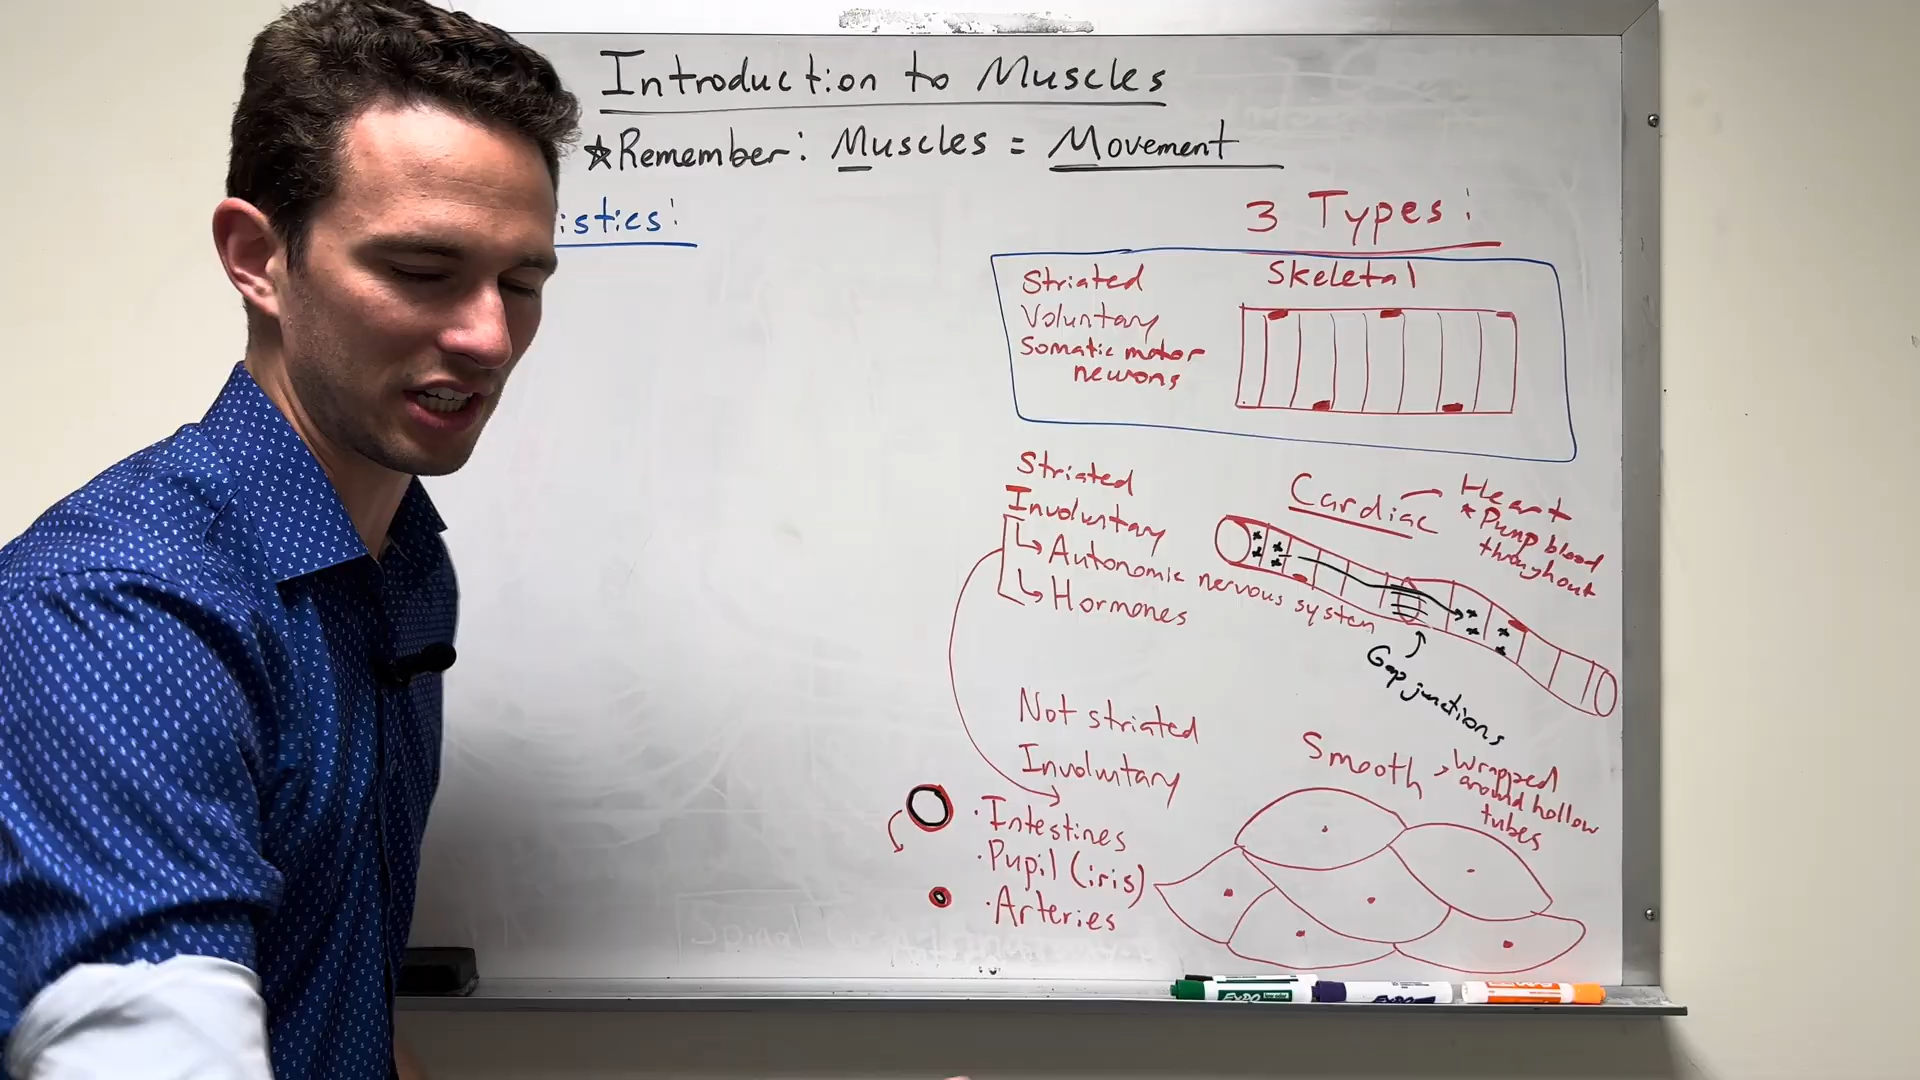 Introduction to Muscles
★Remember: Muscles = Movement
istics:
3 Types:
Skeletal
Striated
Voluntary
Somatic motor
neurons
Striated
Involuntary
↳ Autonomic nervous system
↳ Hormones
Cardiac – Heart
* Pump blood
throughout
Gap junctions
Not striated
Involuntary
· Intestines
· Pupil (iris)
· Arteries
Smooth → Wrapped
around hollow
tubes
EXPO
EXPO